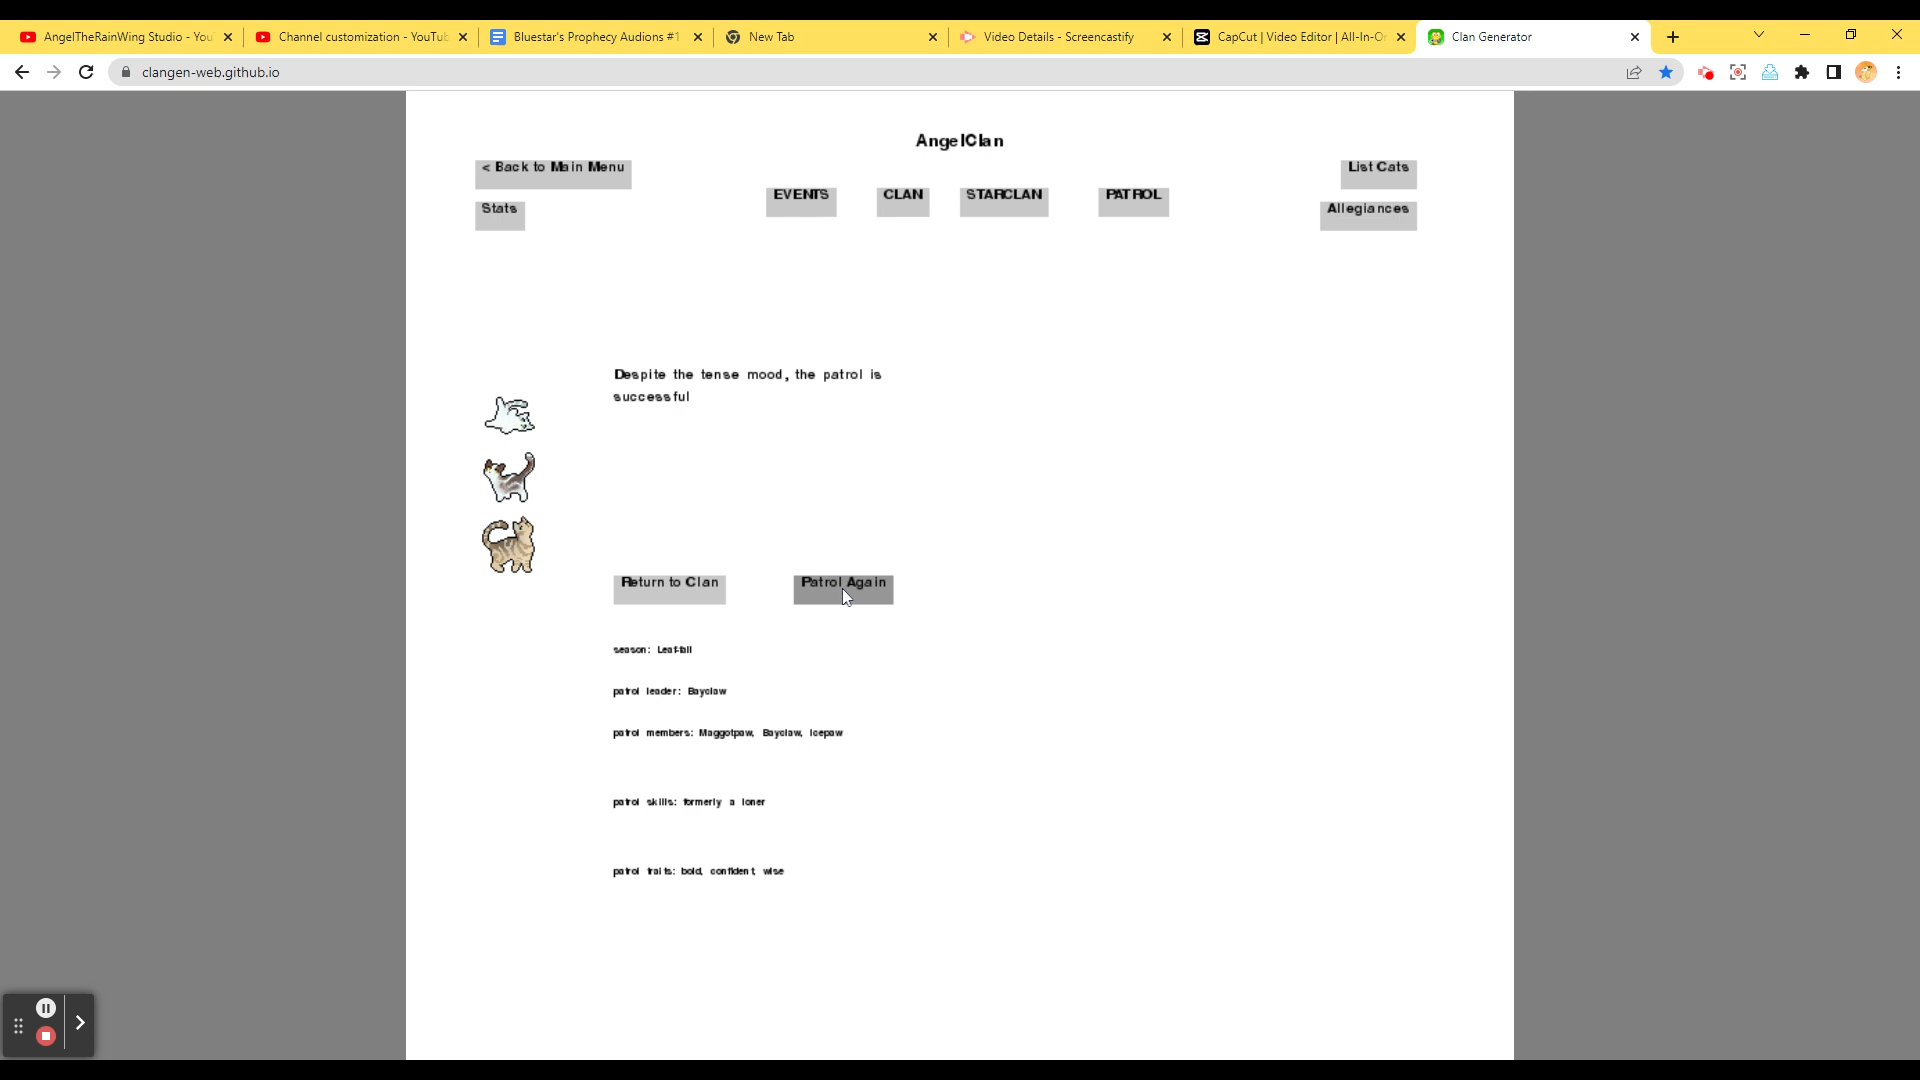 AngelTheRainWing Studio - You
Channel customization - YouTub
Bluestar's Prophecy Audions #1
New Tab
Video Details - Screencastify
CapCut | Video Editor | All-In-O
Clan Generator
clangen-web.github.io
AngelClan
< Back to Main Menu
List Cats
EVENTS
CLAN
STARCLAN
PATROL
Stats
Allegiances
Despite the tense mood, the patrol is
successful
Return to Clan
Patrol Again
season: Leaf-fall
patrol leader: Bayclaw
patrol members: Maggotpaw, Bayclaw, Icepaw
patrol skills: formerly a loner
patrol traits: bold, confident, wise